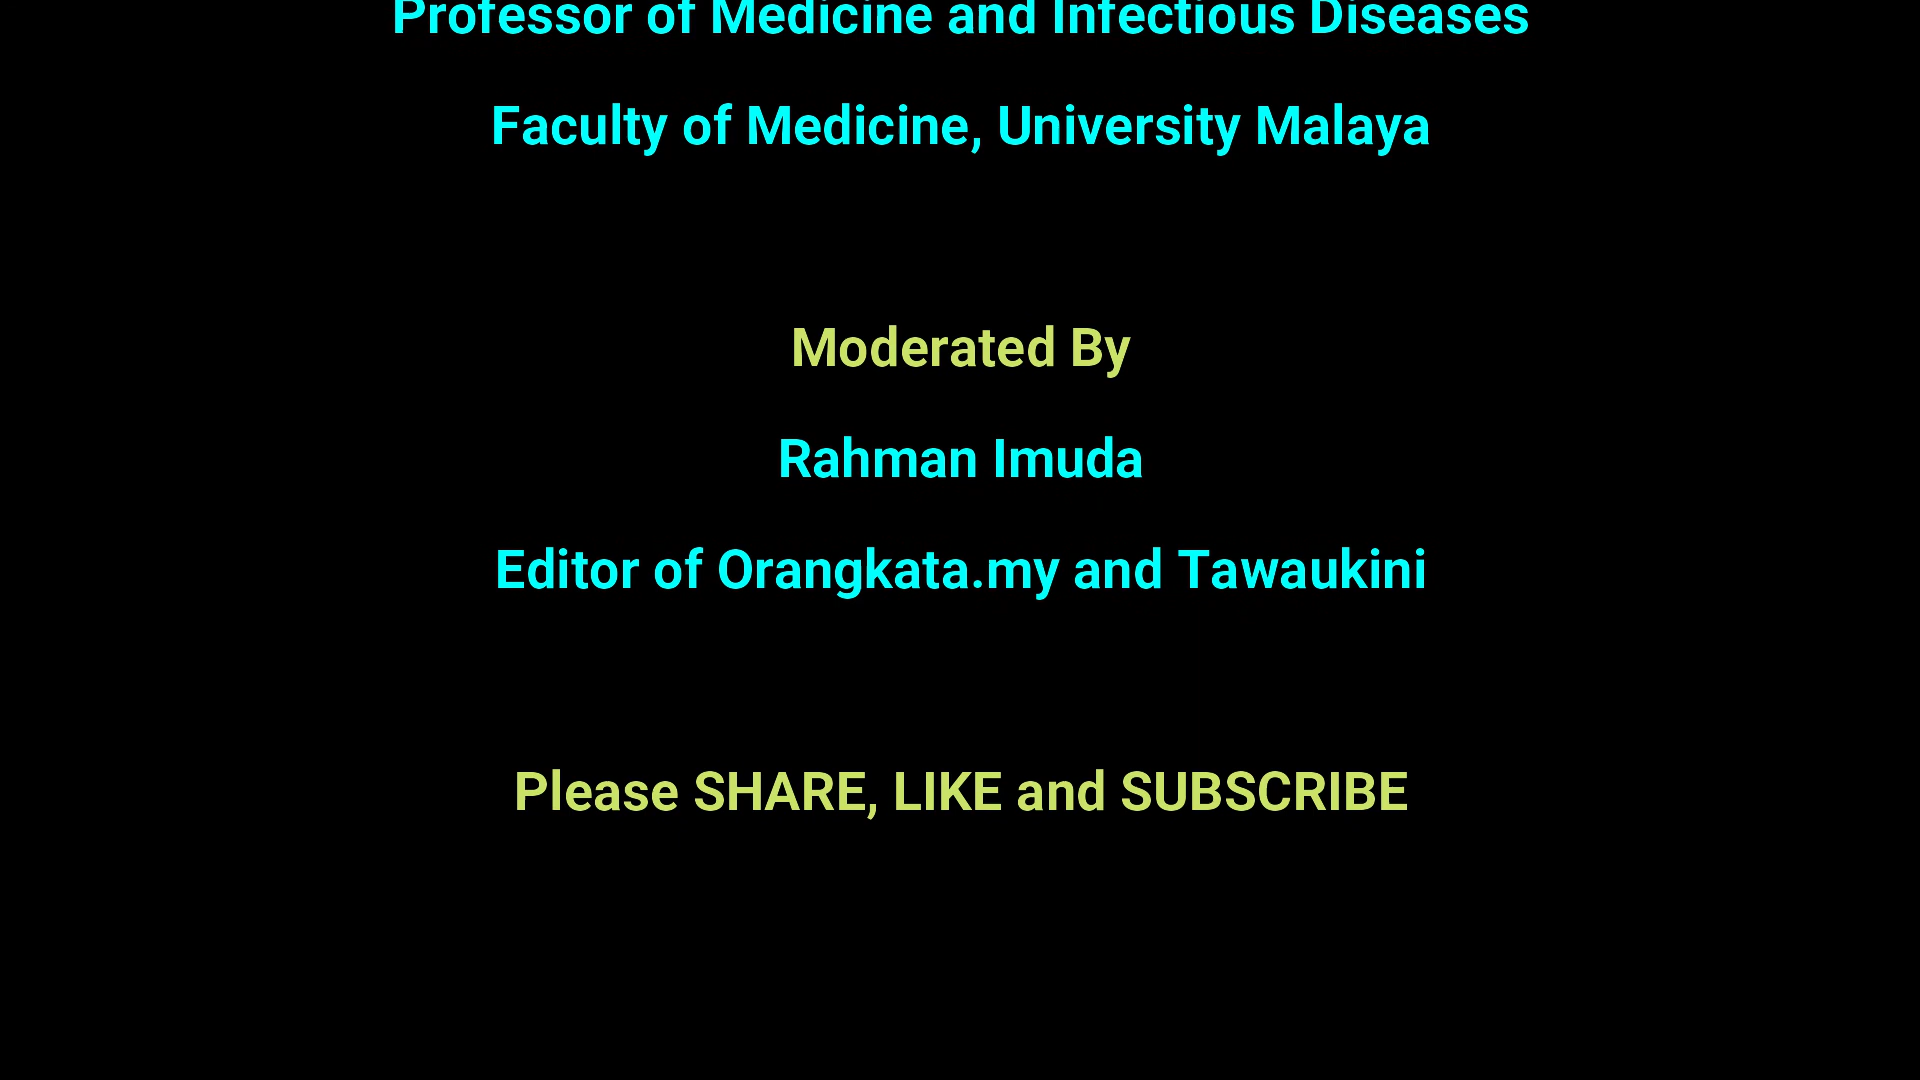 Professor of Medicine and Infectious Diseases
Faculty of Medicine, University Malaya
Moderated By
Rahman Imuda
Editor of Orangkata.my and Tawaukini
Please SHARE, LIKE and SUBSCRIBE